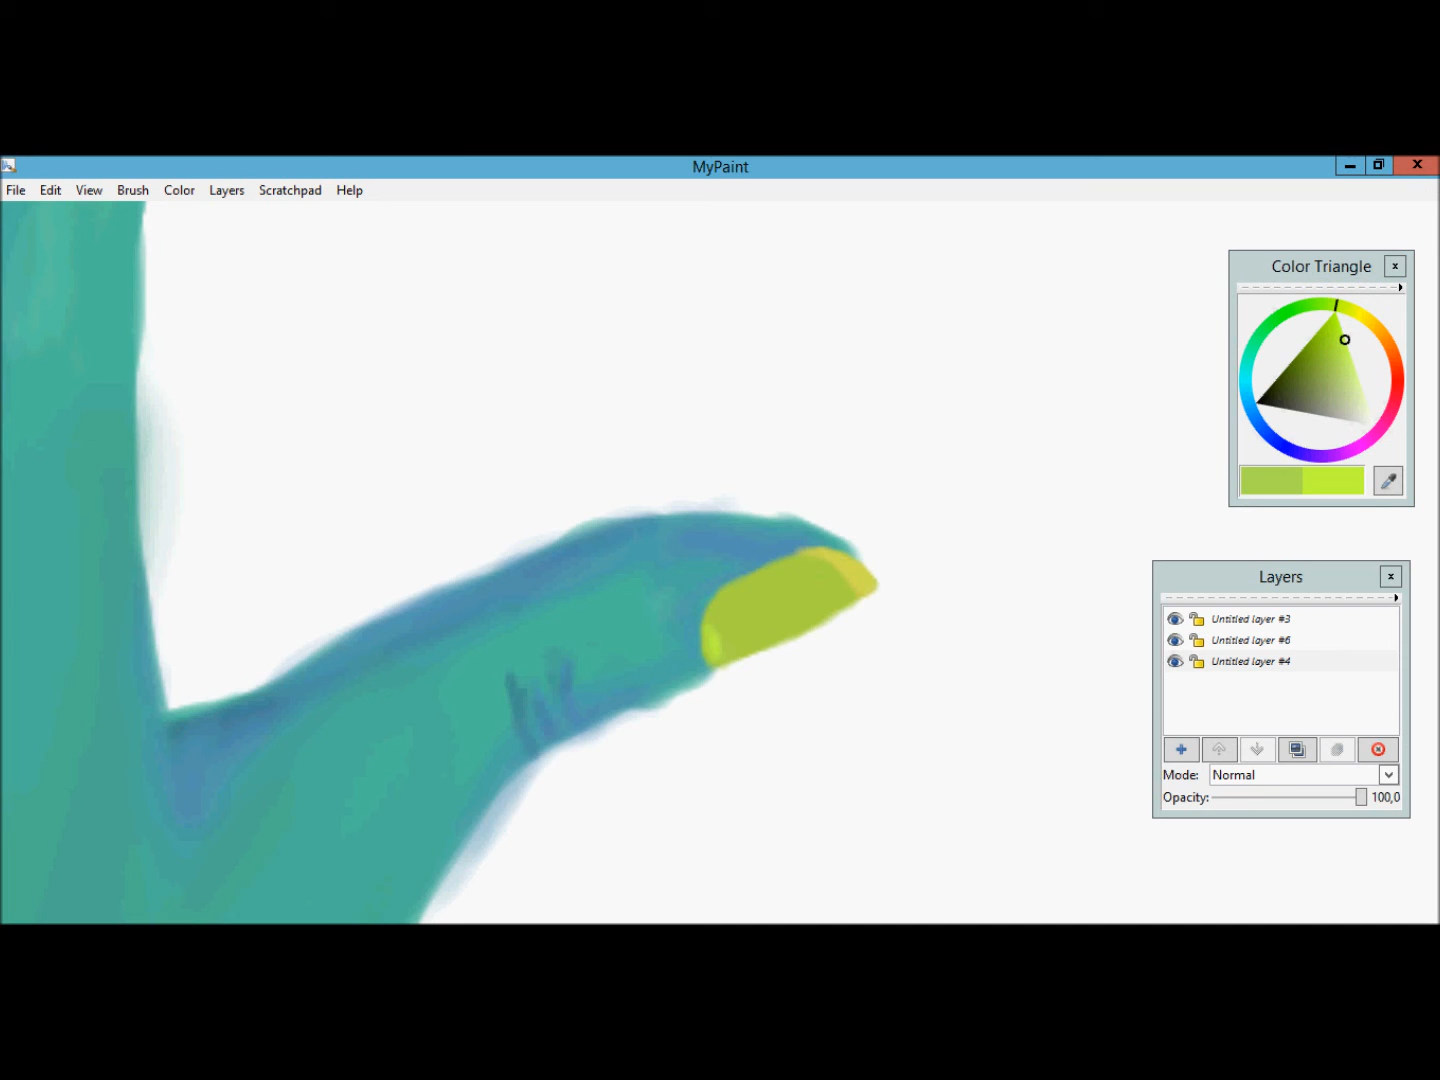 MyPaint
File Edit View Brush Color Layers Scratchpad Help
Color Triangle
Layers
Untitled layer #3
Untitled layer #6
Untitled layer #4
Mode: Normal
Opacity: 100,0